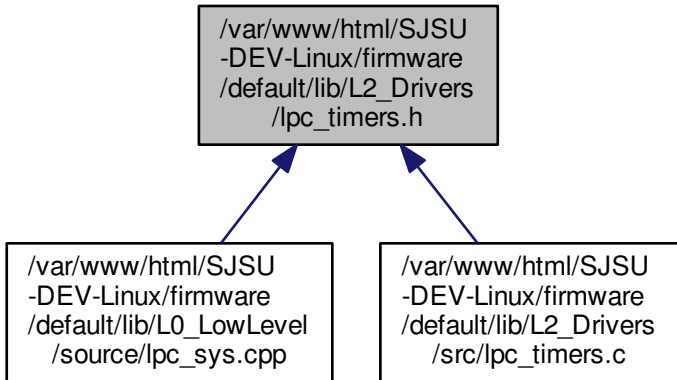 /var/www/html/SJSU
-DEV-Linux/firmware
/default/lib/L2_Drivers
/lpc_timers.h
/var/www/html/SJSU
-DEV-Linux/firmware
/default/lib/L0_LowLevel
/source/lpc_sys.cpp
/var/www/html/SJSU
-DEV-Linux/firmware
/default/lib/L2_Drivers
/src/lpc_timers.c